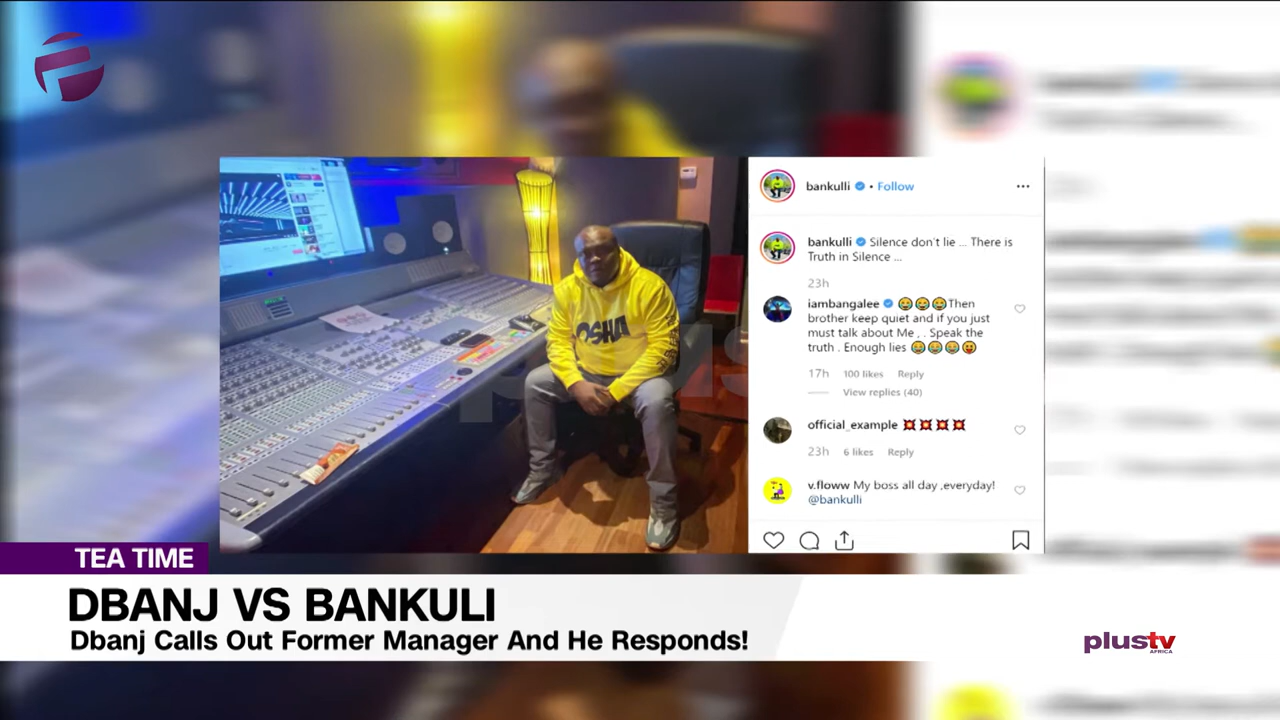 bankulli • Follow
bankulli Silence don't lie ... There is
Truth in Silence ...
23h
iambangalee 😂😂😂Then
brother keep quiet and if you just
must talk about Me , . Speak the
truth . Enough lies 😂😂😂😛
17h 100 likes Reply
View replies (40)
official_example 💥💥💥💥
23h 6 likes Reply
v.floww My boss all day ,everyday!
@bankulli
OSHA
plus
TEA TIME
DBANJ VS BANKULI
Dbanj Calls Out Former Manager And He Responds!
plustv
AFRICA